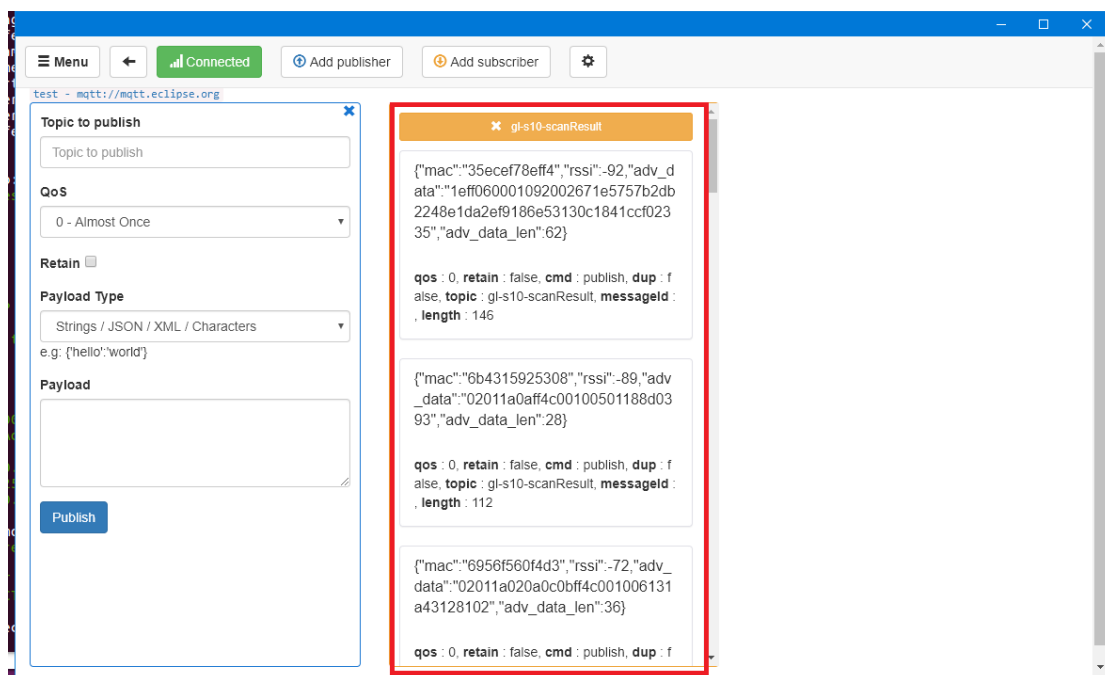 Menu
Connected
Add publisher
Add subscriber
test - mqtt://mqtt.eclipse.org
Topic to publish
Topic to publish
QoS
0 - Almost Once
Retain
Payload Type
Strings / JSON / XML / Characters
e.g: {'hello':'world'}
Payload
Publish
gl-s10-scanResult
{"mac":"35ecef78eff4","rssi":-92,"adv_d
ata":"1eff060001092002671e5757b2db
2248e1da2ef9186e53130c1841ccf023
35","adv_data_len":62}
qos : 0, retain : false, cmd : publish, dup : f
alse, topic : gl-s10-scanResult, messageId :
, length : 146
{"mac":"6b4315925308","rssi":-89,"adv
_data":"02011a0aff4c00100501188d03
93","adv_data_len":28}
qos : 0, retain : false, cmd : publish, dup : f
alse, topic : gl-s10-scanResult, messageId :
, length : 112
{"mac":"6956f560f4d3","rssi":-72,"adv_
data":"02011a020a0c0bff4c001006131
a43128102","adv_data_len":36}
qos : 0, retain : false, cmd : publish, dup : f